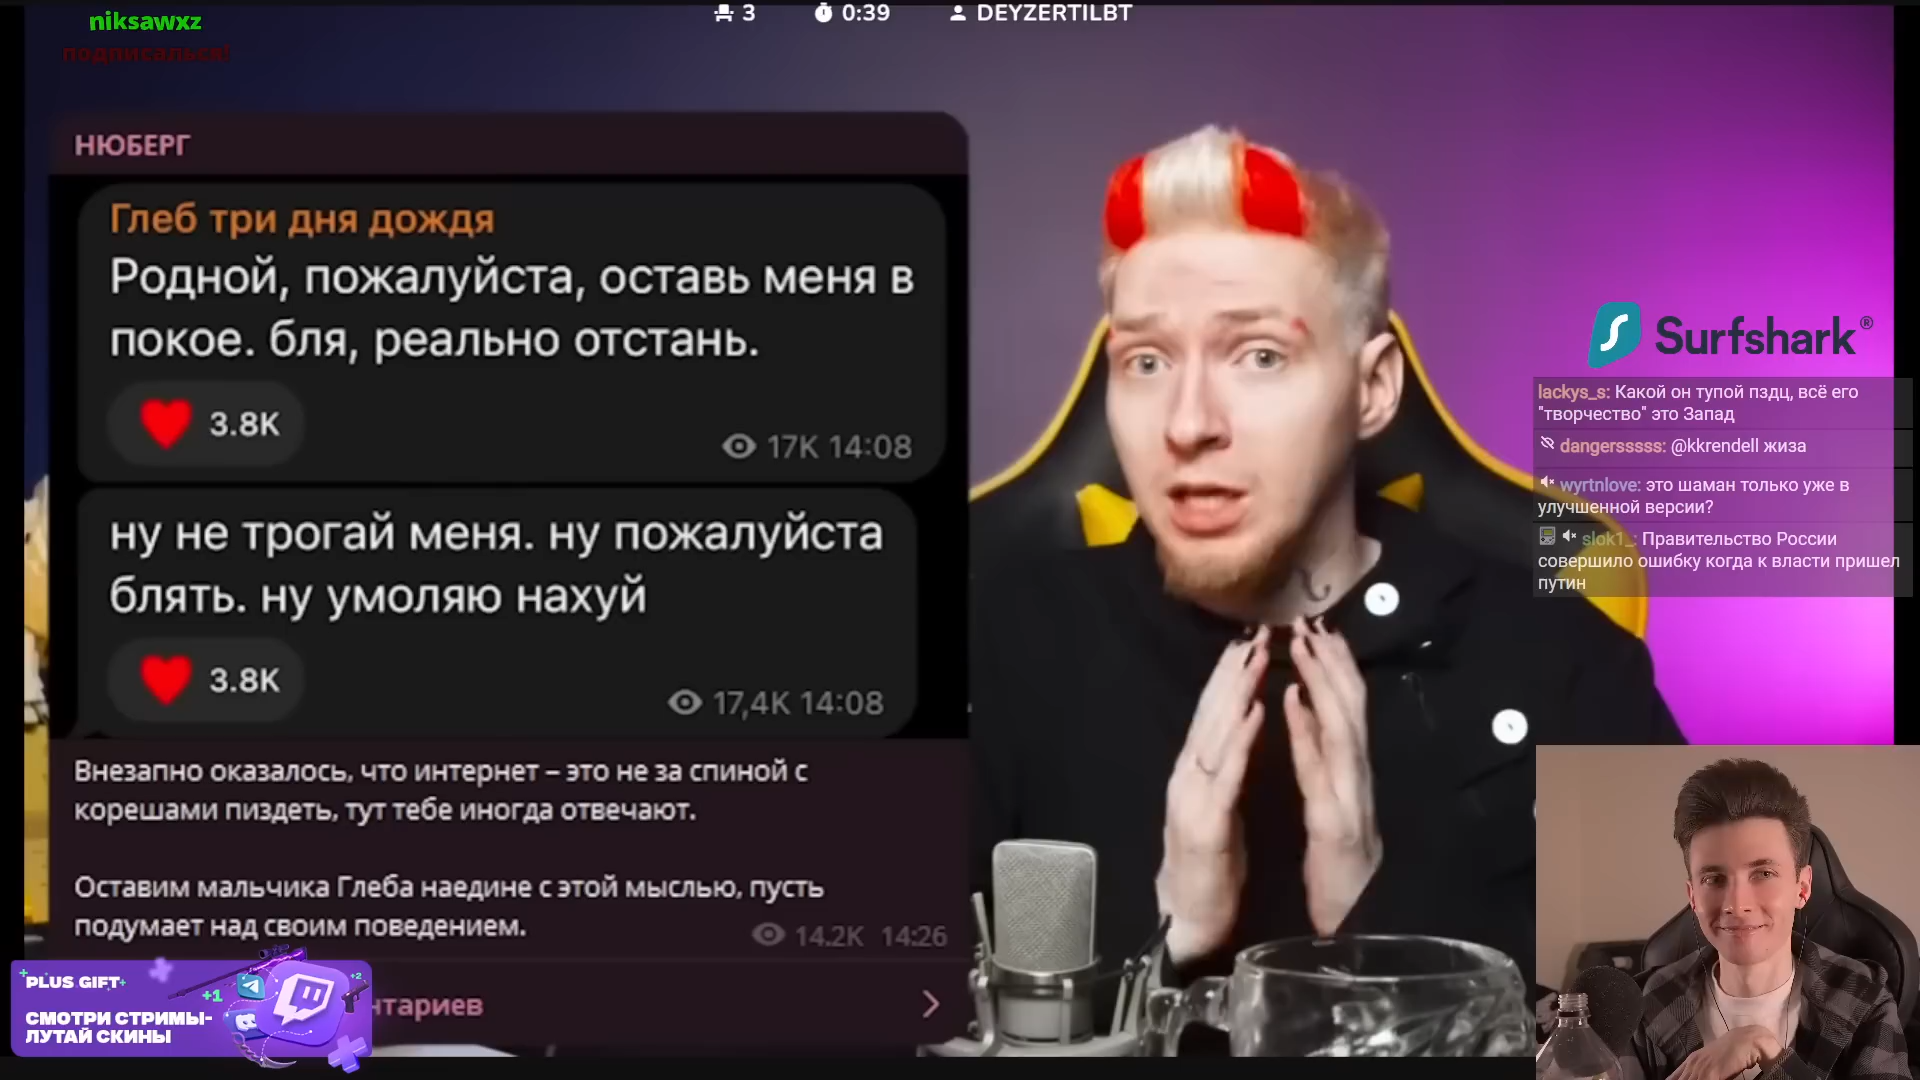 niksawxz
подписалься!
3 0:39 DEYZERTILBT
НЮБЕРГ
Глеб три дня дождя
Родной, пожалуйста, оставь меня в
покое. бля, реально отстань.
3.8K
17K 14:08
ну не трогай меня. ну пожалуйста
блять. ну умоляю нахуй
3.8K
17,4K 14:08
Внезапно оказалось, что интернет – это не за спиной с
корешами пиздеть, тут тебе иногда отвечают.
Оставим мальчика Глеба наедине с этой мыслью, пусть
подумает над своим поведением.
14.2K 14:26
нтариев
PLUS GIFT+
+1
+2
СМОТРИ СТРИМЫ-
ЛУТАЙ СКИНЫ
Surfshark®
lackys_s: Какой он тупой пздц, всё его
"творчество" это Запад
dangersssss: @kkrendell жиза
wyrtnlove: это шаман только уже в
улучшенной версии?
slok1_: Правительство России
совершило ошибку когда к власти пришел
путин